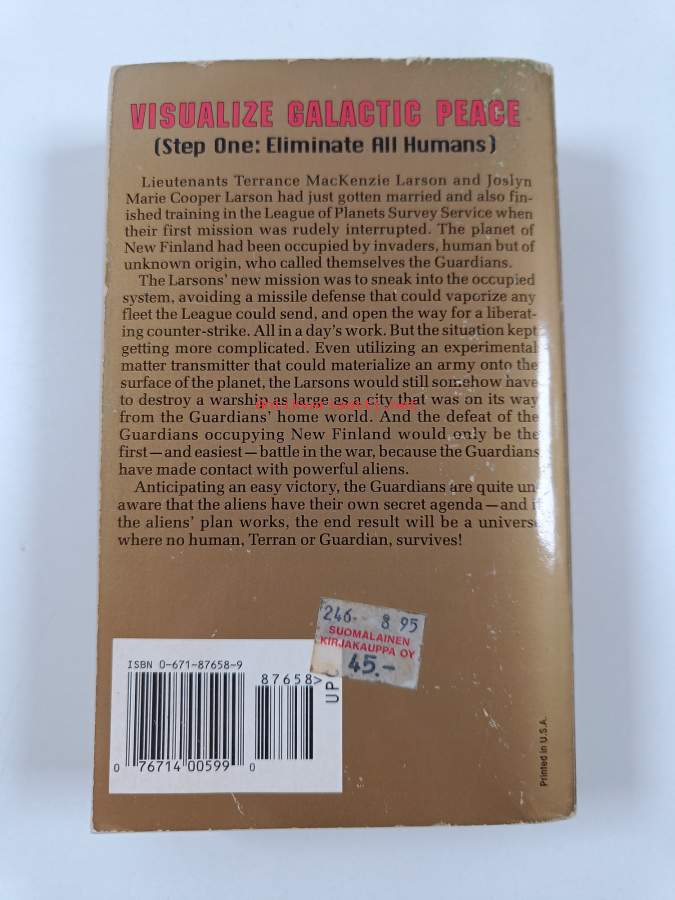 VISUALIZE GALACTIC PEACE
(Step One: Eliminate All Humans)
Lieutenants Terrance MacKenzie Larson and Joslyn
Marie Cooper Larson had just gotten married and also fin-
ished training in the League of Planets Survey Service when
their first mission was rudely interrupted. The planet of
New Finland had been occupied by invaders, human but of
unknown origin, who called themselves the Guardians.
The Larsons' new mission was to sneak into the occupied
system, avoiding a missile defense that could vaporize any
fleet the League could send, and open the way for a liberat-
ing counter-strike. All in a day's work. But the situation kept
getting more complicated. Even utilizing an experimental
matter transmitter that could materialize an army onto the
surface of the planet, the Larsons would still somehow have
to destroy a warship as large as a city that was on its way
from the Guardians' home world. And the defeat of the
Guardians occupying New Finland would only be the
first—and easiest—battle in the war, because the Guardians
have made contact with powerful aliens.
Anticipating an easy victory, the Guardians are quite un-
aware that the aliens have their own secret agenda—and if
the aliens' plan works, the end result will be a universe
where no human, Terran or Guardian, survives!
246- 8 95
SUOMALAINEN
KIRJAKAUPPA OY
45.-
ISBN 0-671-87658-9
87658>
UPC
0 76714 00599 0
Printed in U.S.A.